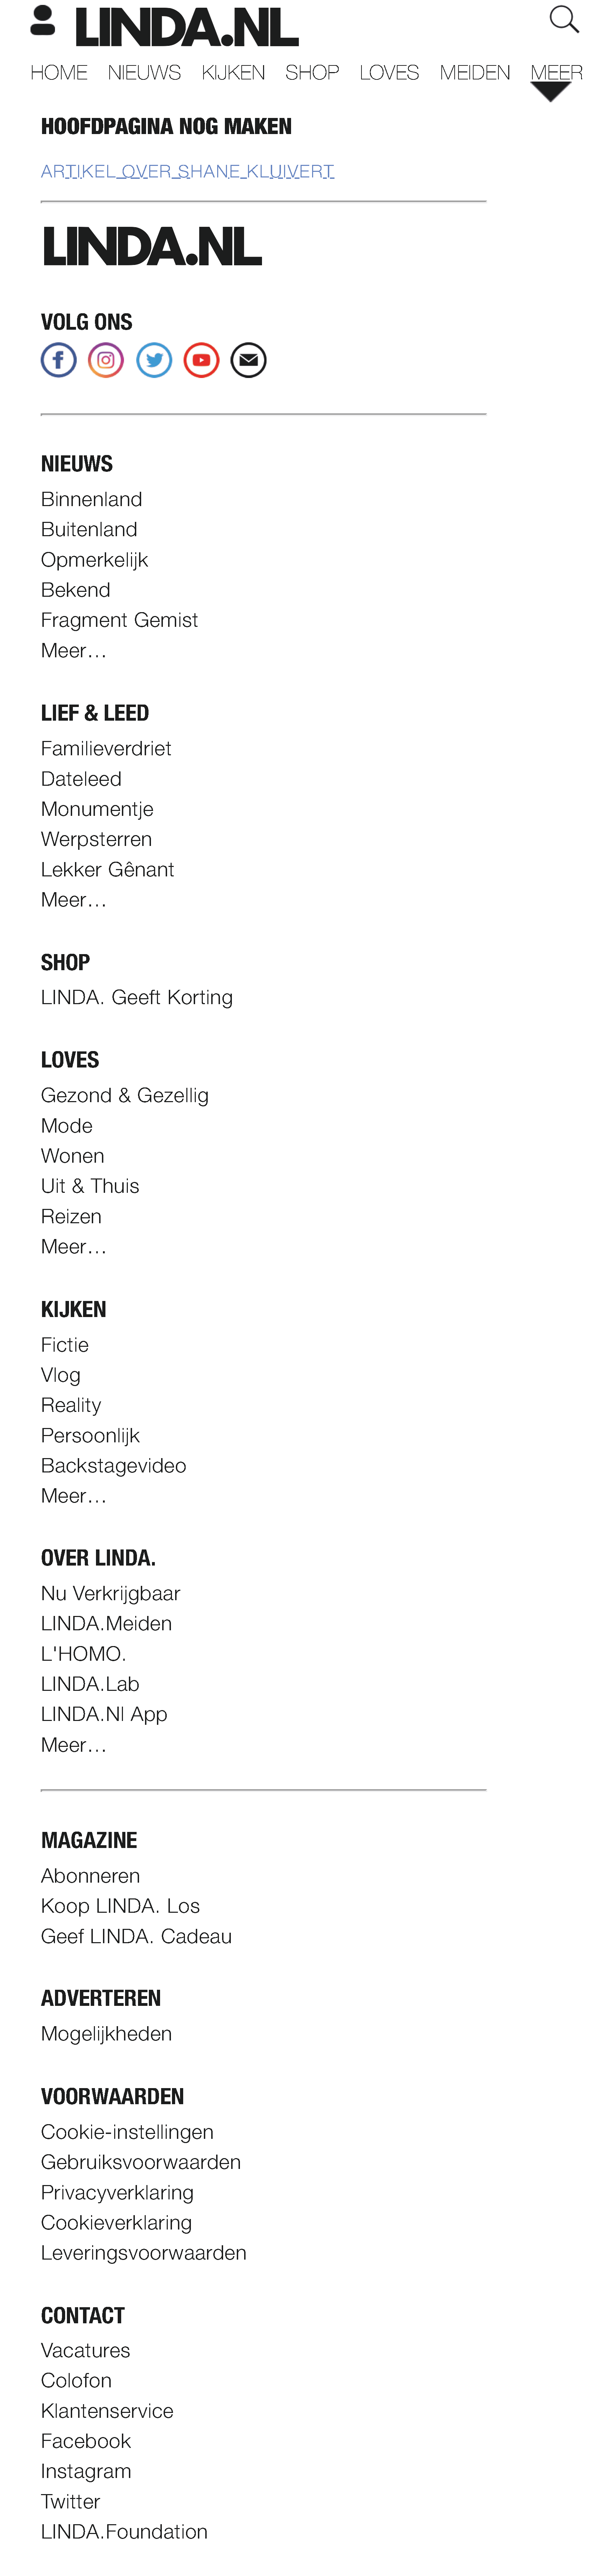 LINDA.NL
HOME NIEUWS KIJKEN SHOP LOVES MEIDEN MEER
HOOFDPAGINA NOG MAKEN
ARTIKEL OVER SHANE KLUIVERT
LINDA.NL
VOLG ONS
NIEUWS
Binnenland
Buitenland
Opmerkelijk
Bekend
Fragment Gemist
Meer...
LIEF & LEED
Familieverdriet
Dateleed
Monumentje
Werpsterren
Lekker Gênant
Meer...
SHOP
LINDA. Geeft Korting
LOVES
Gezond & Gezellig
Mode
Wonen
Uit & Thuis
Reizen
Meer...
KIJKEN
Fictie
Vlog
Reality
Persoonlijk
Backstagevideo
Meer...
OVER LINDA.
Nu Verkrijgbaar
LINDA.Meiden
L'HOMO.
LINDA.Lab
LINDA.Nl App
Meer...
MAGAZINE
Abonneren
Koop LINDA. Los
Geef LINDA. Cadeau
ADVERTEREN
Mogelijkheden
VOORWAARDEN
Cookie-instellingen
Gebruiksvoorwaarden
Privacyverklaring
Cookieverklaring
Leveringsvoorwaarden
CONTACT
Vacatures
Colofon
Klantenservice
Facebook
Instagram
Twitter
LINDA.Foundation